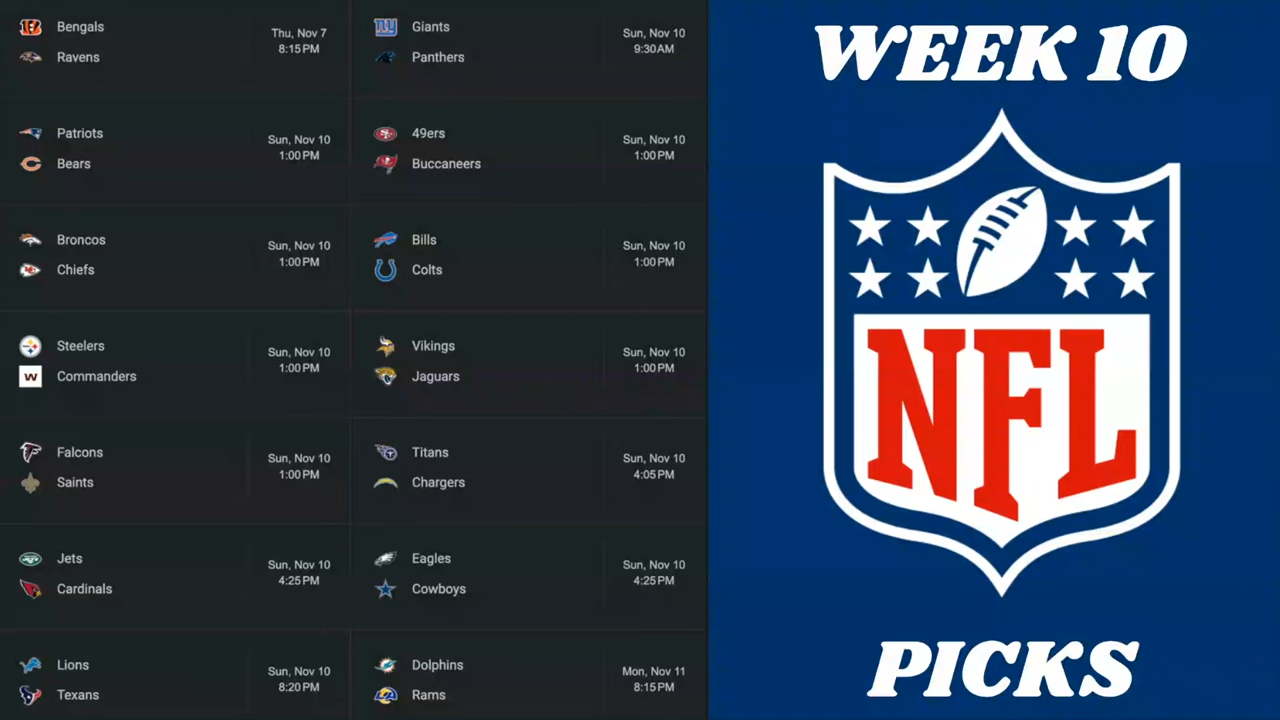 Bengals
Thu, Nov 7
Ravens
8:15 PM
Giants
Sun, Nov 10
Panthers
9:30 AM
Patriots
Sun, Nov 10
Bears
1:00 PM
49ers
Sun, Nov 10
Buccaneers
1:00 PM
Broncos
Sun, Nov 10
Chiefs
1:00 PM
Bills
Sun, Nov 10
Colts
1:00 PM
Steelers
Sun, Nov 10
W
Commanders
1:00 PM
Vikings
Sun, Nov 10
Jaguars
1:00 PM
Falcons
Sun, Nov 10
Saints
1:00 PM
Titans
Sun, Nov 10
Chargers
4:05 PM
Jets
Sun, Nov 10
Cardinals
4:25 PM
Eagles
Sun, Nov 10
Cowboys
4:25 PM
Lions
Sun, Nov 10
Texans
8:20 PM
Dolphins
Mon, Nov 11
Rams
8:15 PM
WEEK 10
NFL
PICKS